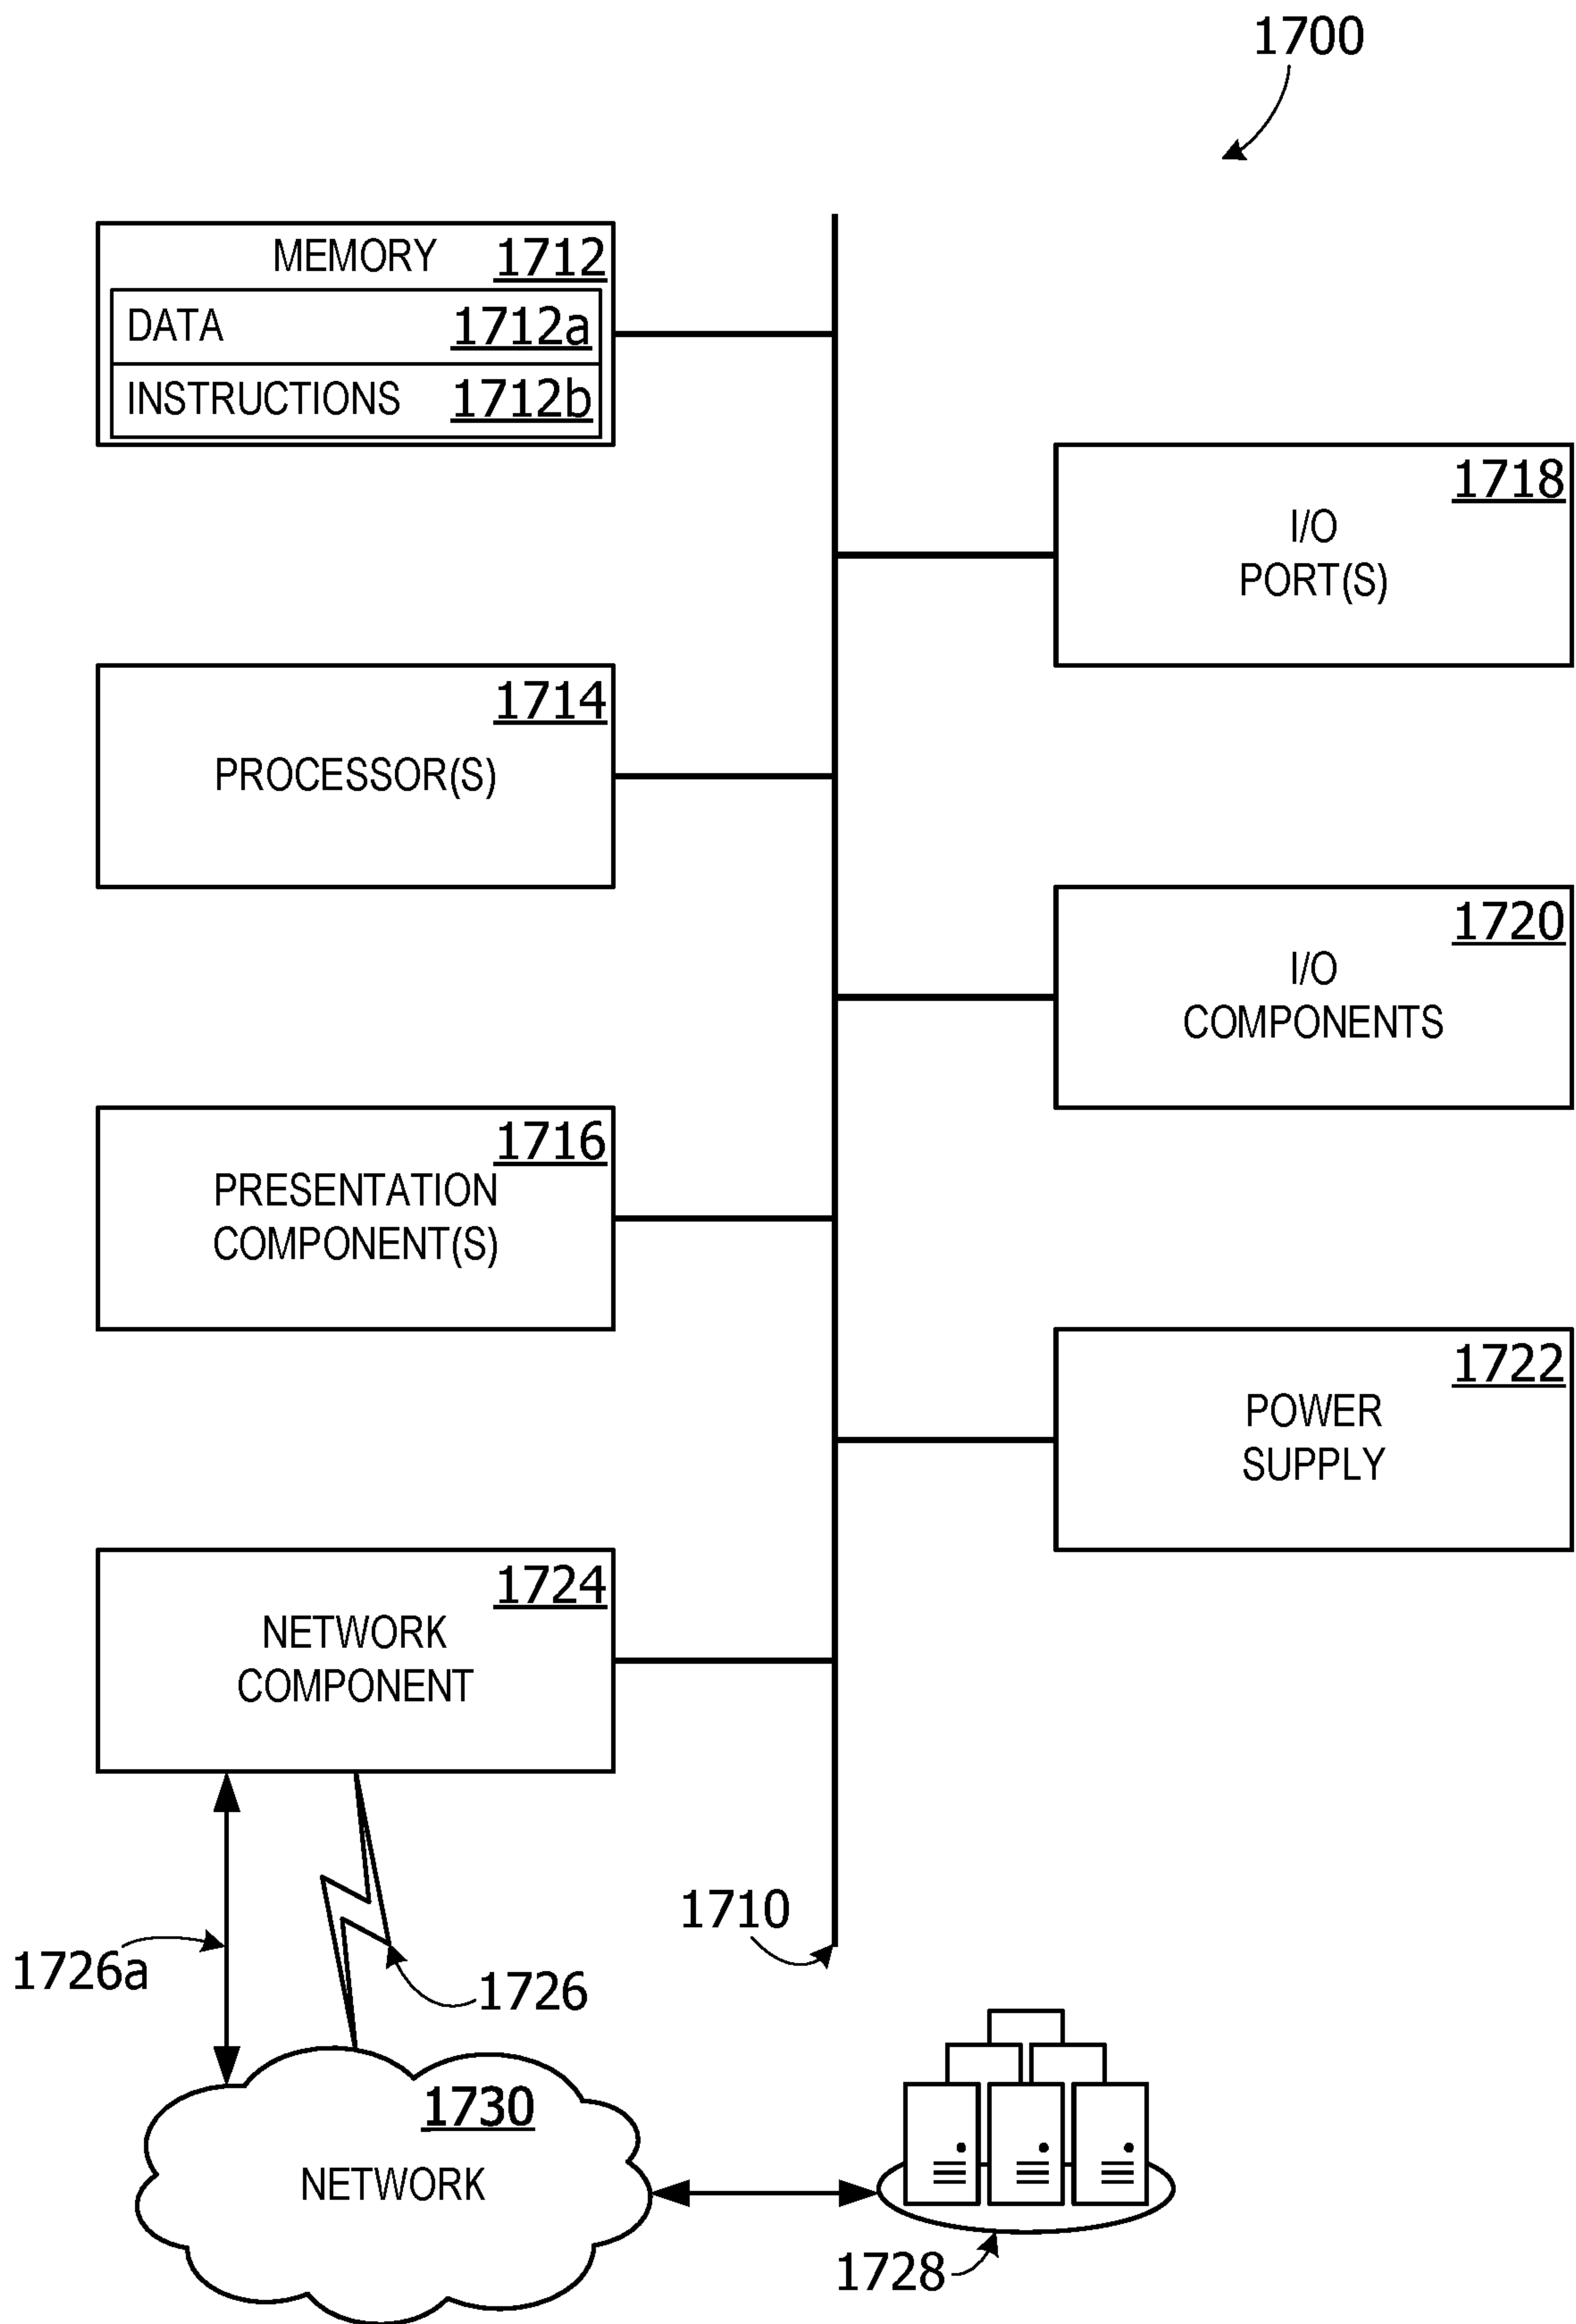 1700
MEMORY 1712
DATA 1712a
INSTRUCTIONS 1712b
1718
I/O
PORT(S)
1714
PROCESSOR(S)
1720
I/O
COMPONENTS
1716
PRESENTATION
COMPONENT(S)
1722
POWER
SUPPLY
1724
NETWORK
COMPONENT
1710
1726a
1726
1730
NETWORK
1728